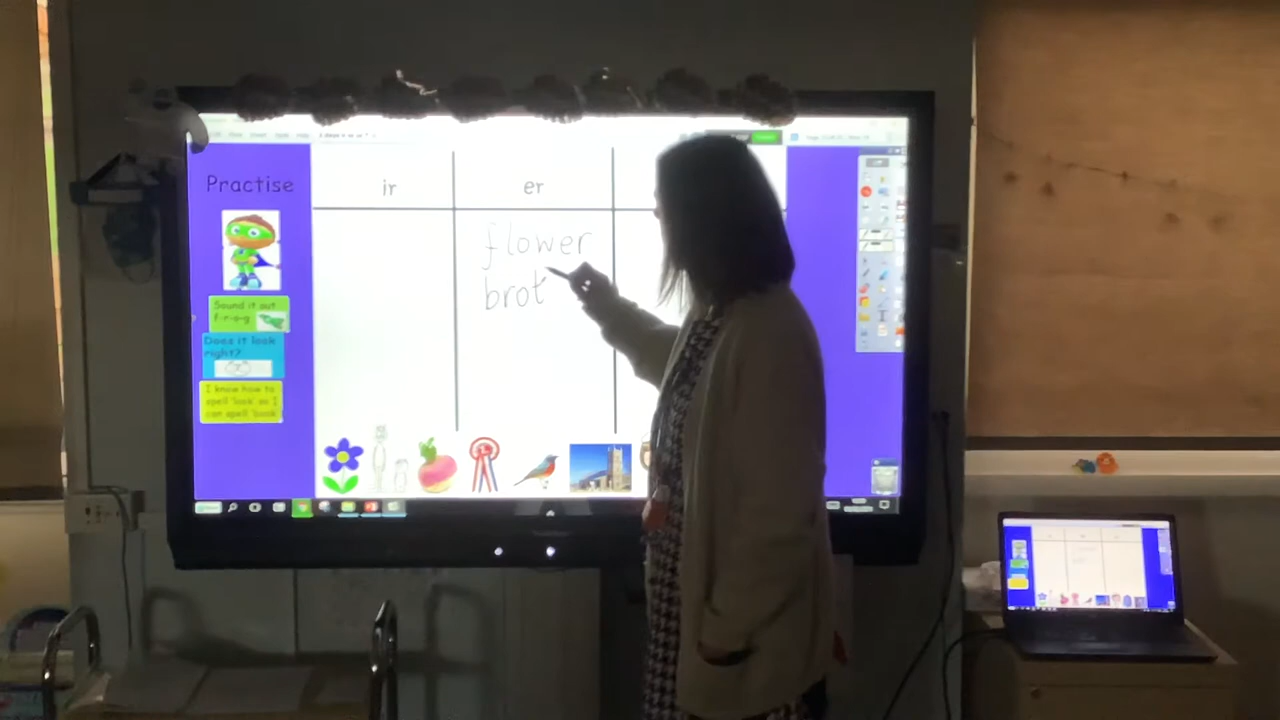 Practise
ir
er
flower
brot
Sound it out
f-r-o-g
Does it look
right?
I know how to
spell 'look' so I
can spell 'book'